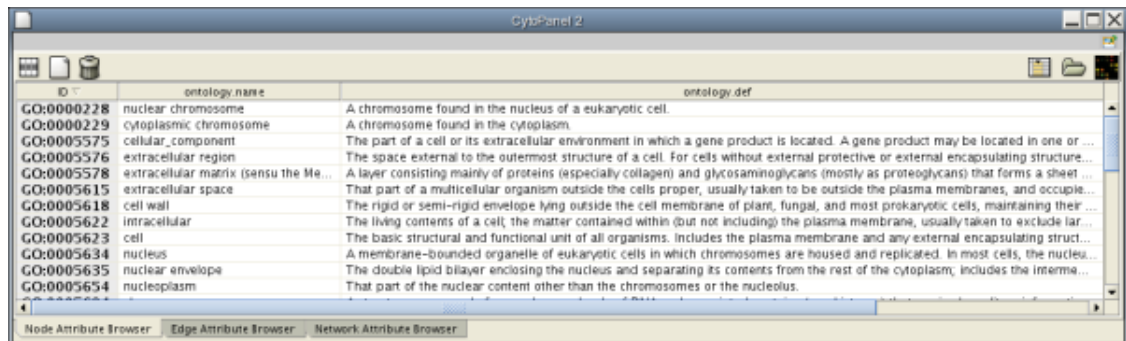 CytoPanel 2
ID ontology.name ontology.def
GO:0000228 nuclear chromosome A chromosome found in the nucleus of a eukaryotic cell.
GO:0000229 cytoplasmic chromosome A chromosome found in the cytoplasm.
GO:0005575 cellular_component The part of a cell or its extracellular environment in which a gene product is located. A gene product may be located in one or ...
GO:0005576 extracellular region The space external to the outermost structure of a cell. For cells without external protective or external encapsulating structure...
GO:0005578 extracellular matrix (sensu the Me... A layer consisting mainly of proteins (especially collagen) and glycosaminoglycans (mostly as proteoglycans) that forms a sheet ...
GO:0005615 extracellular space That part of a multicellular organism outside the cells proper, usually taken to be outside the plasma membranes, and occupie...
GO:0005618 cell wall The rigid or semi-rigid envelope lying outside the cell membrane of plant, fungal, and most prokaryotic cells, maintaining their ...
GO:0005622 intracellular The living contents of a cell; the matter contained within (but not including) the plasma membrane, usually taken to exclude lar...
GO:0005623 cell The basic structural and functional unit of all organisms. Includes the plasma membrane and any external encapsulating struct...
GO:0005634 nucleus A membrane-bounded organelle of eukaryotic cells in which chromosomes are housed and replicated. In most cells, the nucleu...
GO:0005635 nuclear envelope The double lipid bilayer enclosing the nucleus and separating its contents from the rest of the cytoplasm; includes the interme...
GO:0005654 nucleoplasm That part of the nuclear content other than the chromosomes or the nucleolus.
Node Attribute Browser Edge Attribute Browser Network Attribute Browser